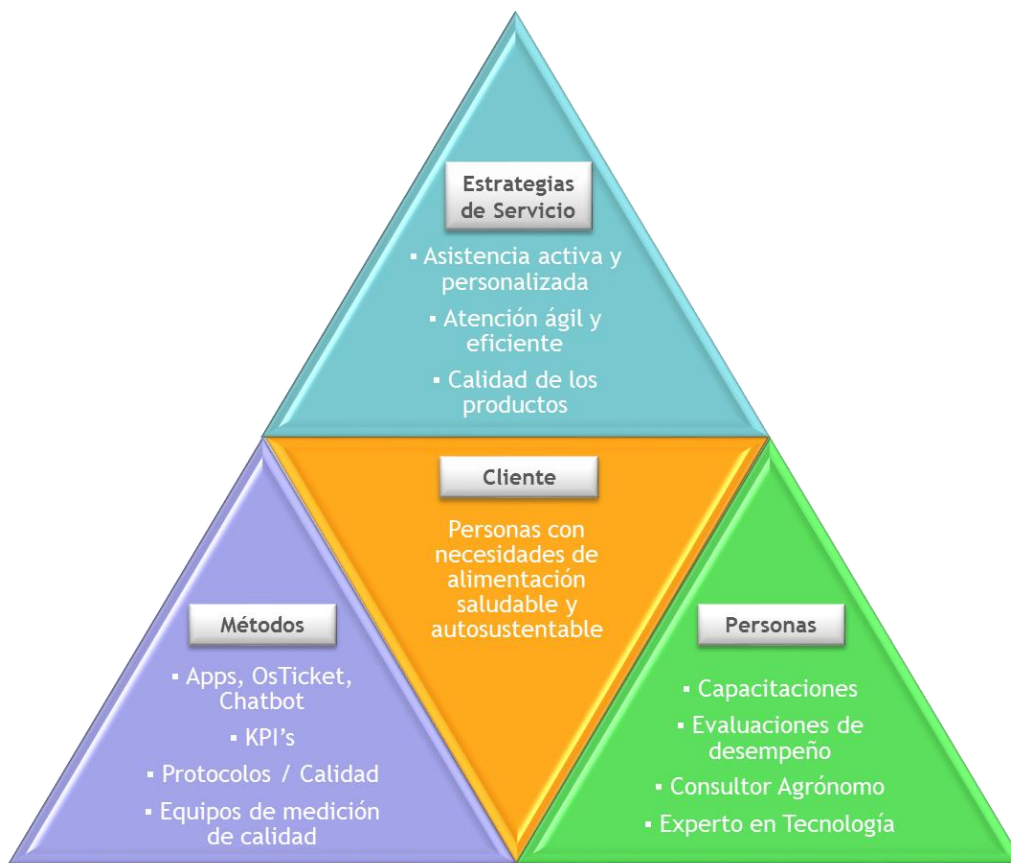 Estrategias
de Servicio
▪ Asistencia activa y
personalizada
▪ Atención ágil y
eficiente
▪ Calidad de los
productos
Cliente
Personas con
necesidades de
alimentación
saludable y
autosustentable
Métodos
▪ Apps, OsTicket,
Chatbot
▪ KPI’s
▪ Protocolos / Calidad
▪ Equipos de medición
de calidad
Personas
▪ Capacitaciones
▪ Evaluaciones de
desempeño
▪ Consultor Agrónomo
▪ Experto en Tecnología